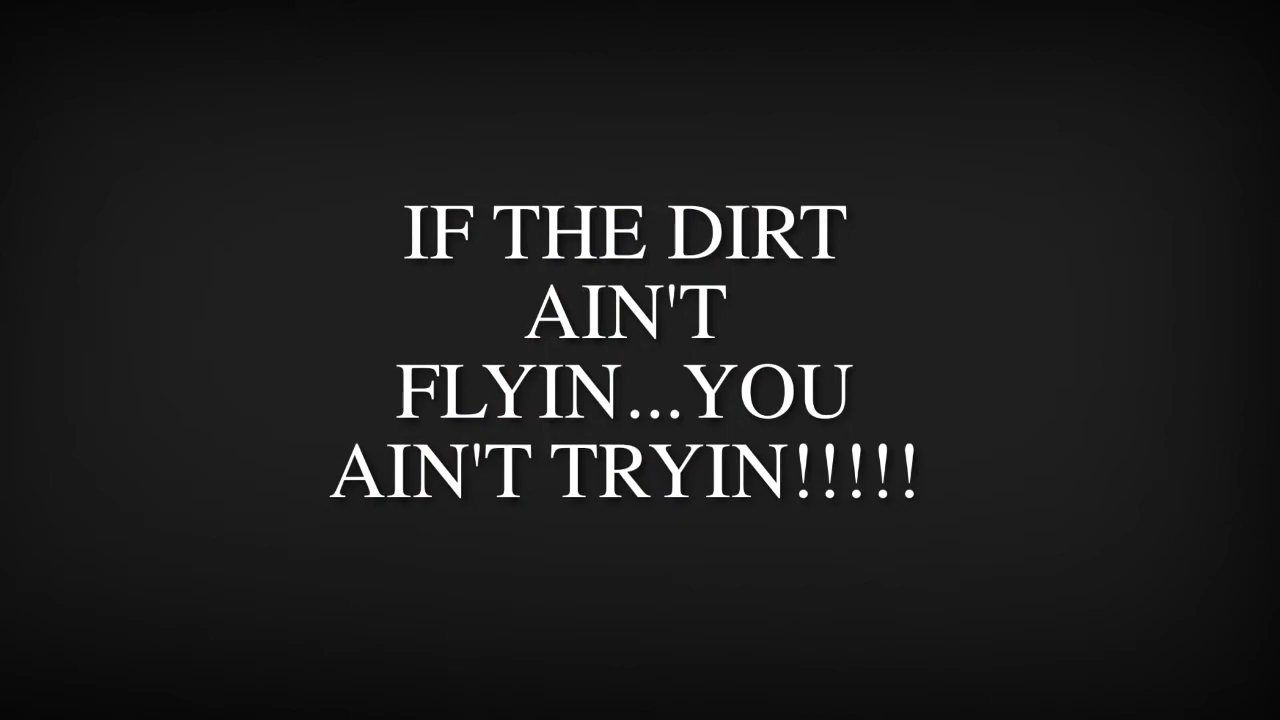 IF THE DIRT
AIN'T
FLYIN...YOU
AIN'T TRYIN!!!!!